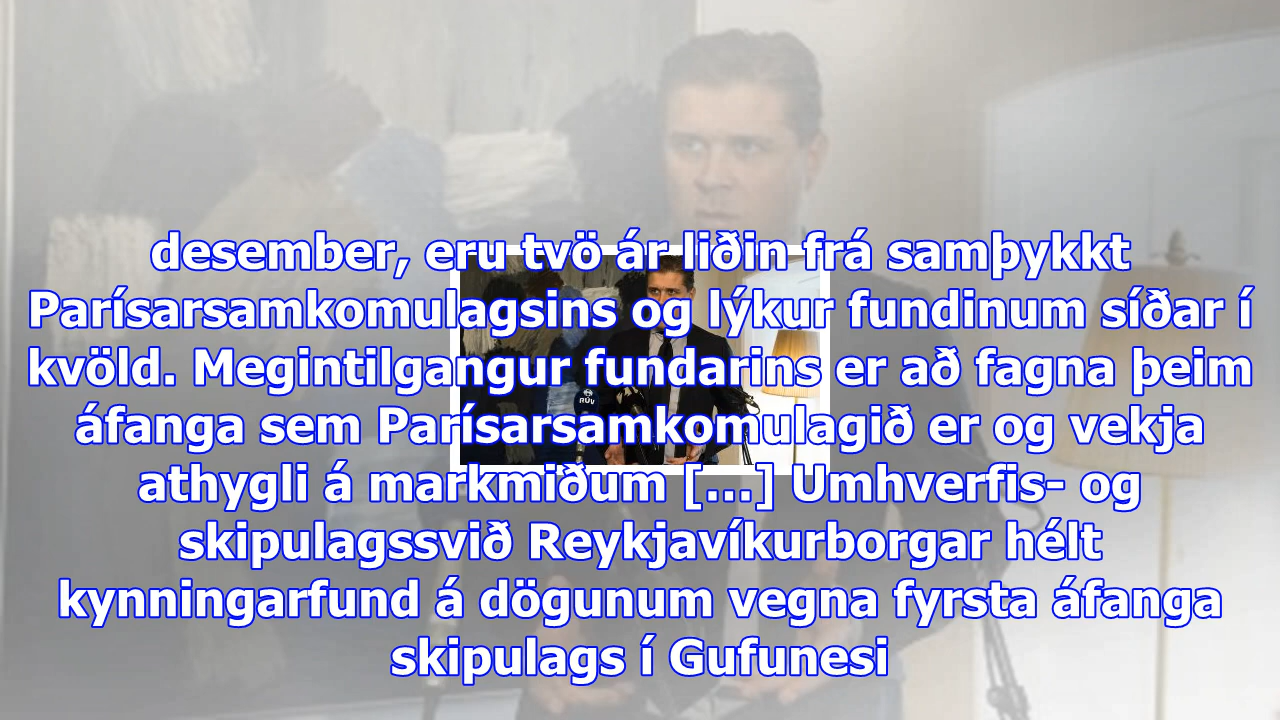 desember, eru tvö ár liðin frá samþykkt
Parísarsamkomulagsins og lýkur fundinum síðar í
kvöld. Megintilgangur fundarins er að fagna þeim
áfanga sem Parísarsamkomulagið er og vekja
athygli á markmiðum [...] Umhverfis- og
skipulagssvið Reykjavíkurborgar hélt
kynningarfund á dögunum vegna fyrsta áfanga
skipulags í Gufunesi
RÚV